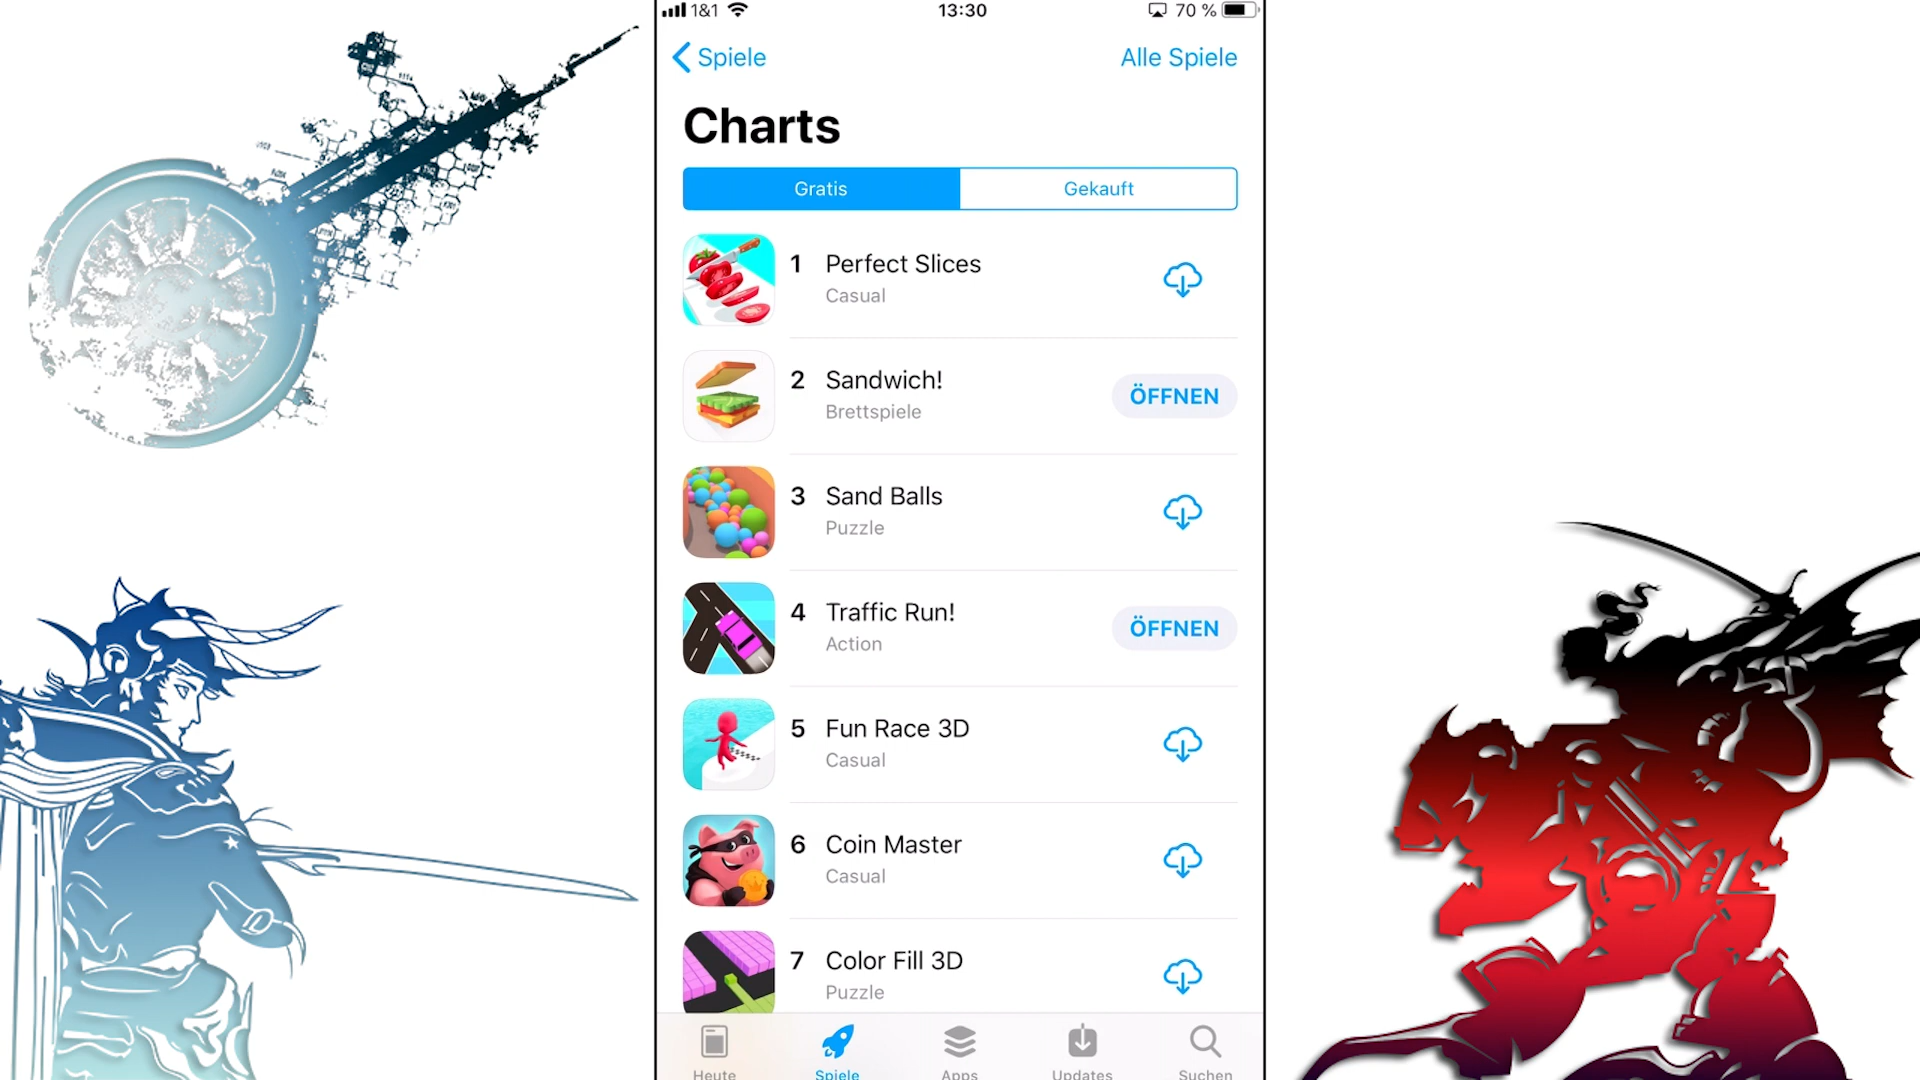 1&1 13:30 70 %
Spiele Alle Spiele
Charts
Gratis Gekauft
1 Perfect Slices
Casual
2 Sandwich!
Brettspiele
ÖFFNEN
3 Sand Balls
Puzzle
4 Traffic Run!
Action
ÖFFNEN
5 Fun Race 3D
Casual
6 Coin Master
Casual
7 Color Fill 3D
Puzzle
Heute Spiele Apps Updates Suchen